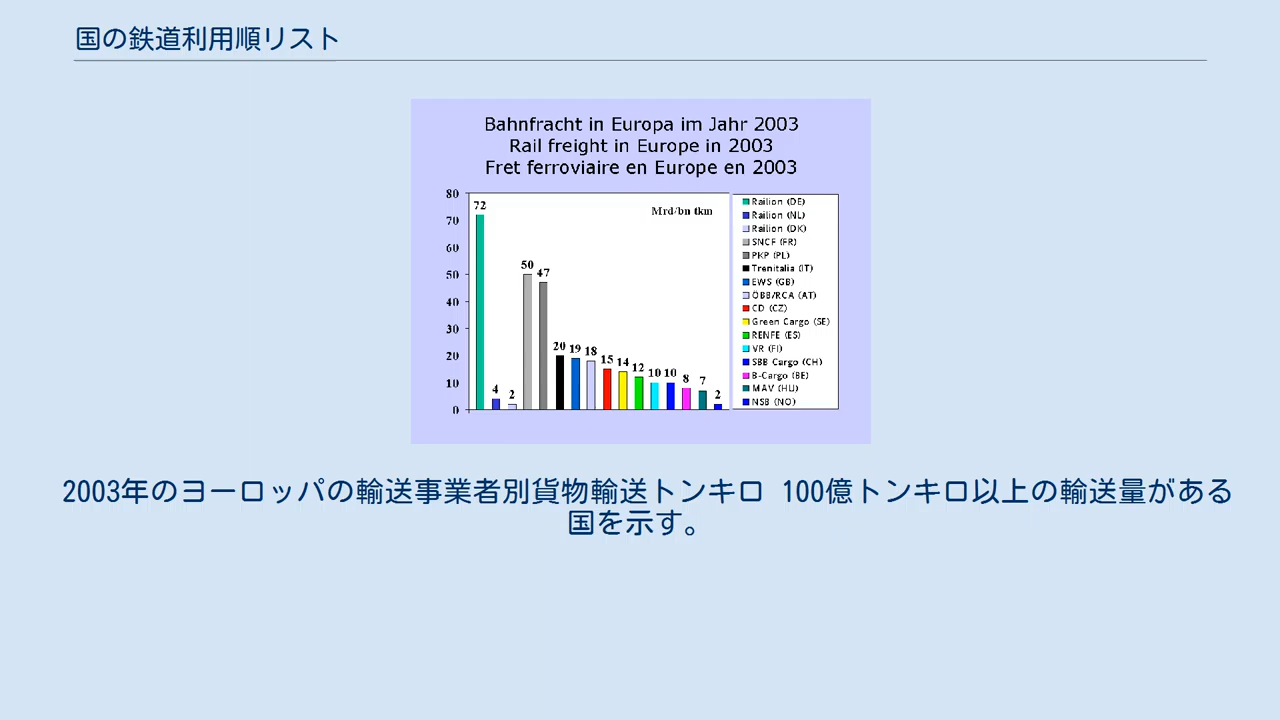 国の鉄道利用順リスト
Bahnfracht in Europa im Jahr 2003
Rail freight in Europe in 2003
Fret ferroviaire en Europe en 2003
Mrd/bn tkm
80
70
60
50
40
30
20
10
0
72
4
2
50
47
20
19
18
15
14
12
10
10
8
7
2
Railion (DE)
Railion (NL)
Railion (DK)
SNCF (FR)
PKP (PL)
Trenitalia (IT)
EWS (GB)
ÖBB/RCA (AT)
CD (CZ)
Green Cargo (SE)
RENFE (ES)
VR (FI)
SBB Cargo (CH)
B-Cargo (BE)
MAV (HU)
NSB (NO)
2003年のヨーロッパの輸送事業者別貨物輸送トンキロ 100億トンキロ以上の輸送量がある
国を示す。